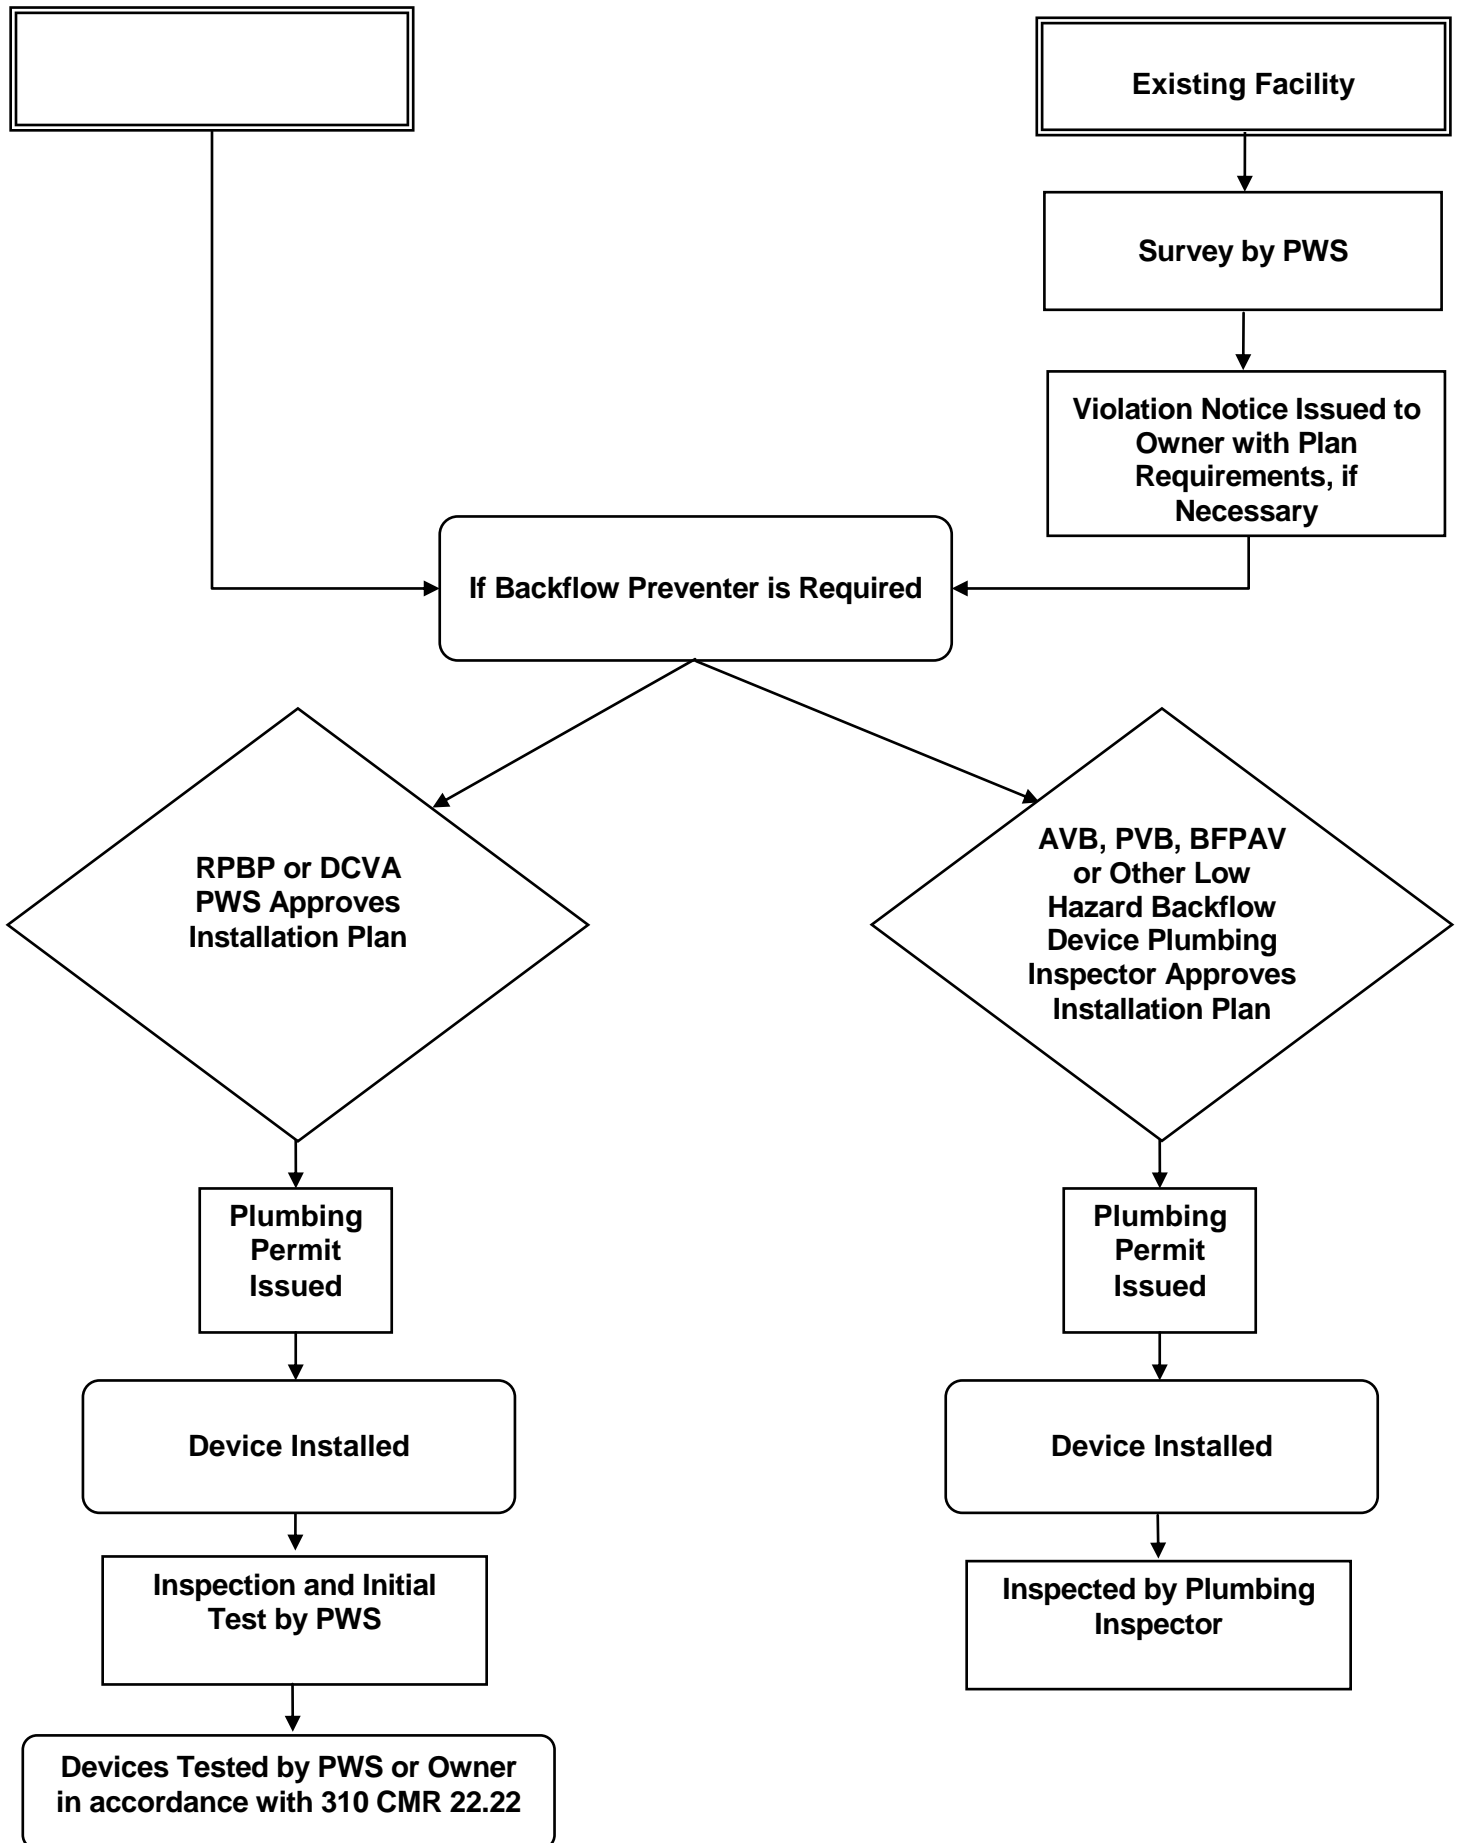 Existing Facility
Survey by PWS
Violation Notice Issued to
Owner with Plan
Requirements, if
Necessary
If Backflow Preventer is Required
RPBP or DCVA
PWS Approves
Installation Plan
AVB, PVB, BFPAV
or Other Low
Hazard Backflow
Device Plumbing
Inspector Approves
Installation Plan
Plumbing
Permit
Issued
Plumbing
Permit
Issued
Device Installed
Device Installed
Inspection and Initial
Test by PWS
Inspected by Plumbing
Inspector
Devices Tested by PWS or Owner
in accordance with 310 CMR 22.22